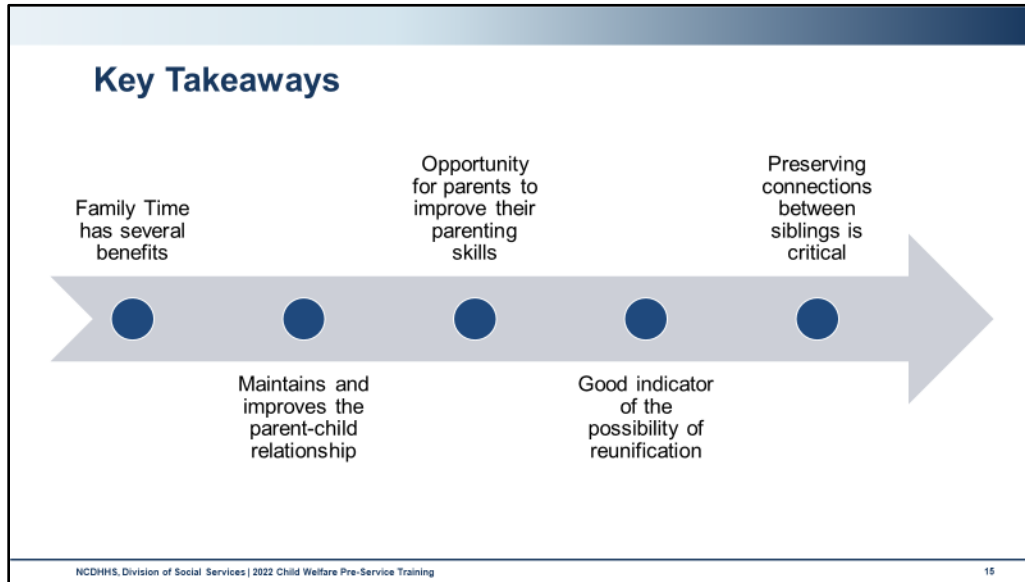 Key Takeaways
Family Time
has several
benefits
Maintains and
improves the
parent-child
relationship
Opportunity
for parents to
improve their
parenting
skills
Good indicator
of the
possibility of
reunification
Preserving
connections
between
siblings is
critical
NCDHHS, Division of Social Services | 2022 Child Welfare Pre-Service Training
15